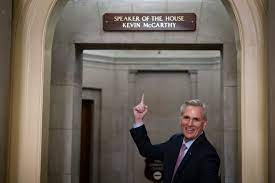 SPEAKER OF THE HOUSE
KEVIN McCARTHY